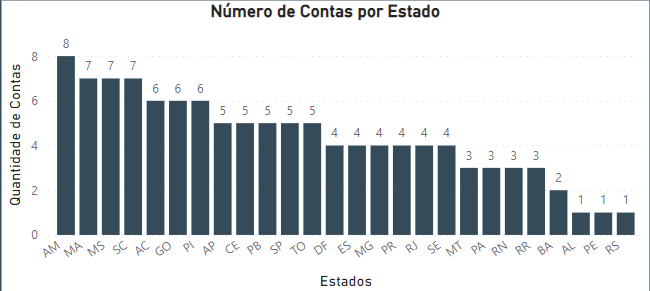 Número de Contas por Estado
8 7 7 7 6 6 6 5 5 5 5 5 4 4 4 4 4 4 3 3 3 3 2 1 1 1
Quantidade de Contas
8
6
4
2
0
AM MA MS SC AC GO PI AP CE PB SP TO DF ES MG PR RJ SE MT PA RN RR BA AL PE RS
Estados